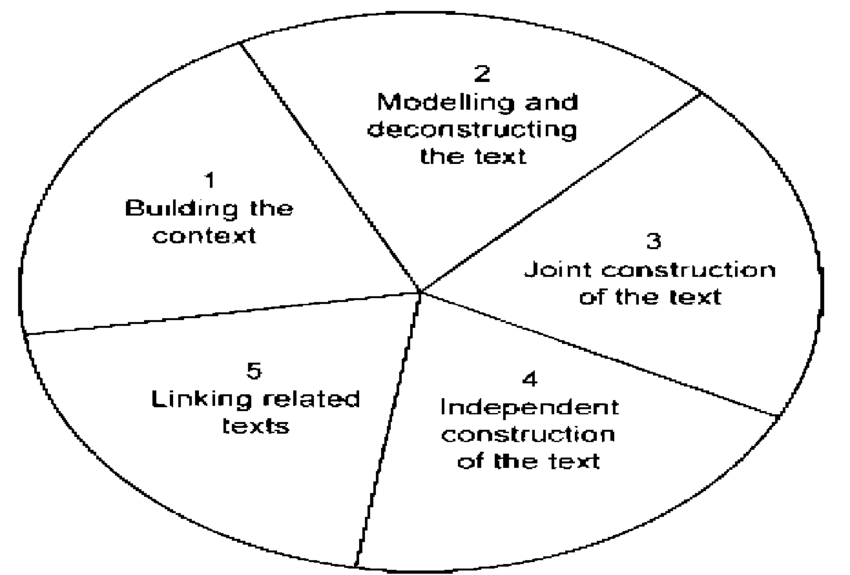 1
Building the
context
2
Modelling and
deconstructing
the text
3
Joint construction
of the text
4
Independent
construction
of the text
5
Linking related
texts